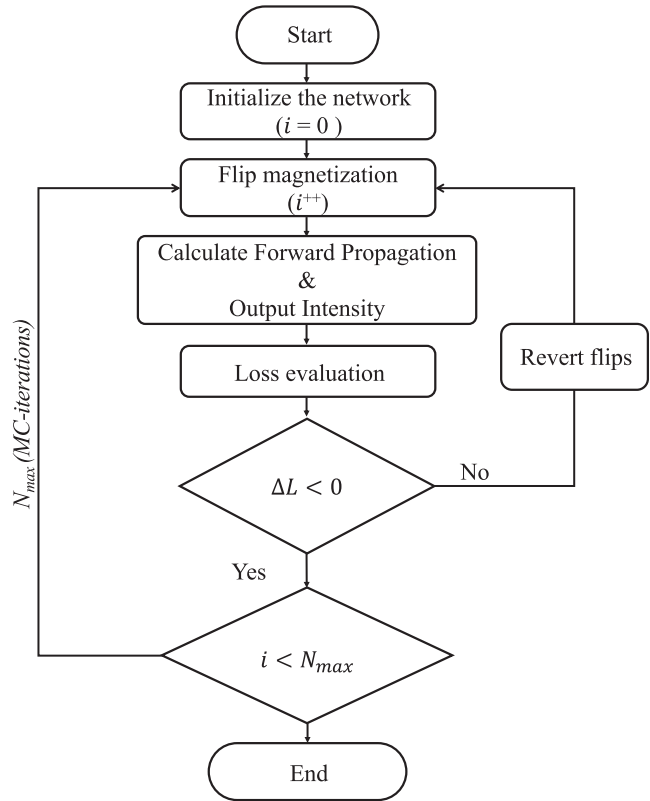 Start
Initialize the network
(i = 0 )
Flip magnetization
(i⁺⁺)
Calculate Forward Propagation
&
Output Intensity
Loss evaluation
Revert flips
N_max (MC-iterations)
ΔL < 0
No
Yes
i < N_max
End